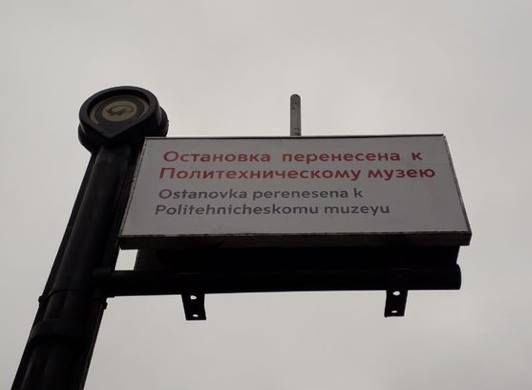 Остановка перенесена к
Политехническому музею
Ostanovka perenesena k
Politehnicheskomu muzeyu